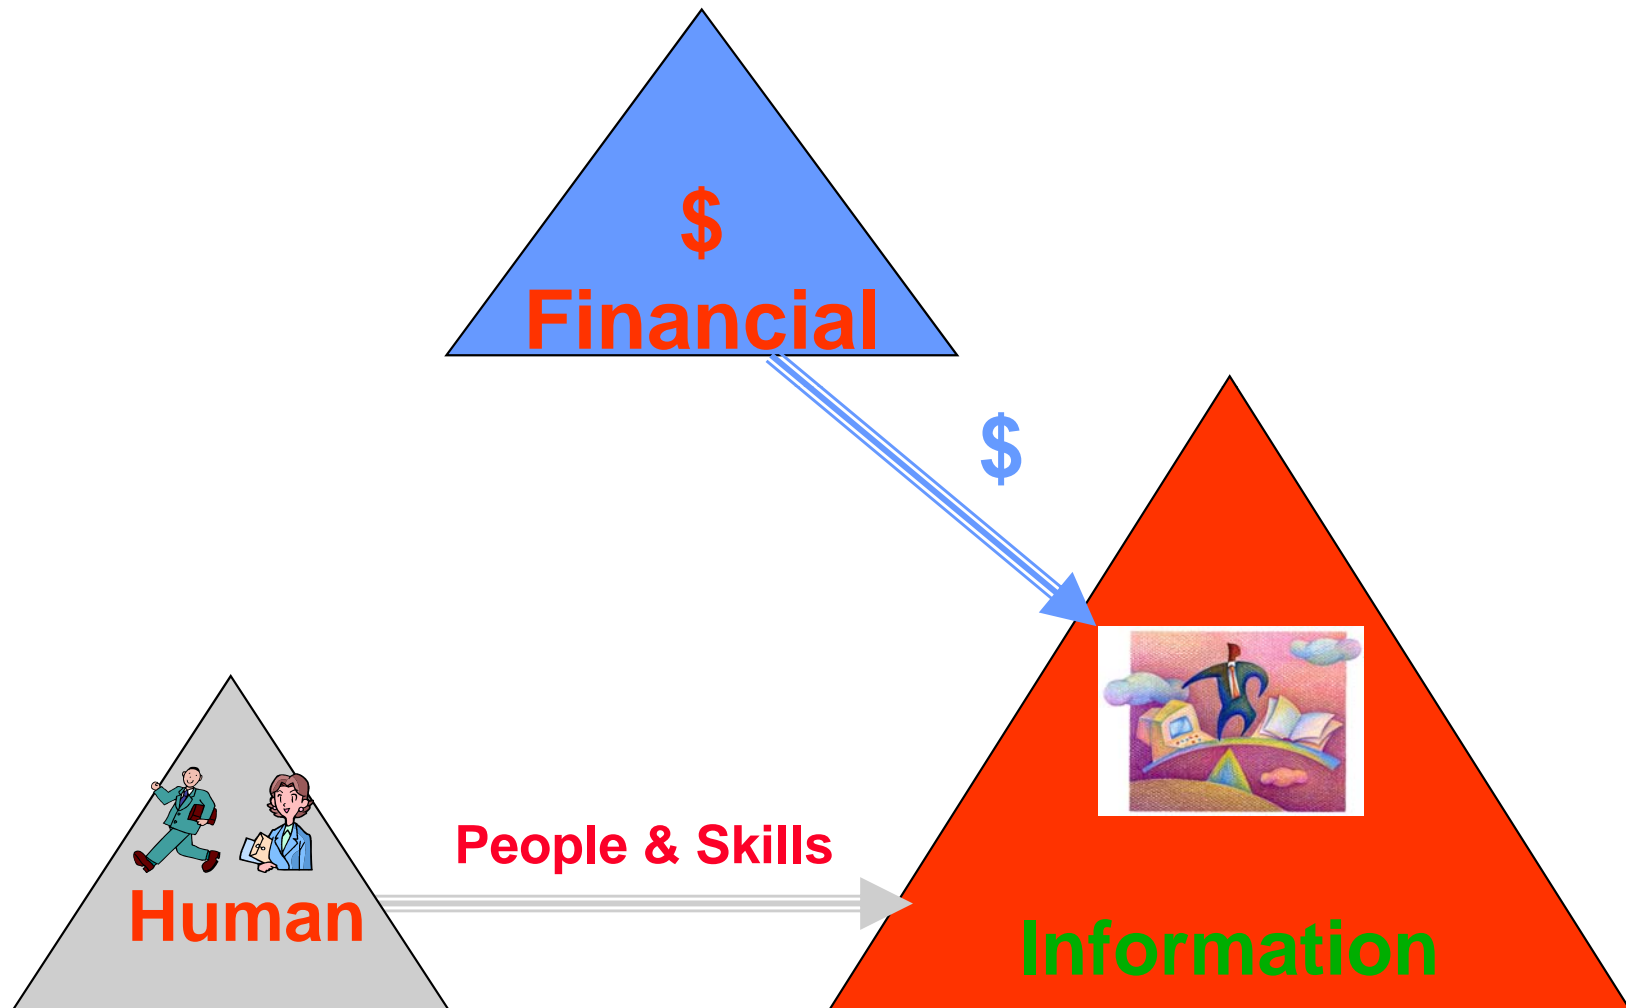 $
Financial
$
People & Skills
Human
Information